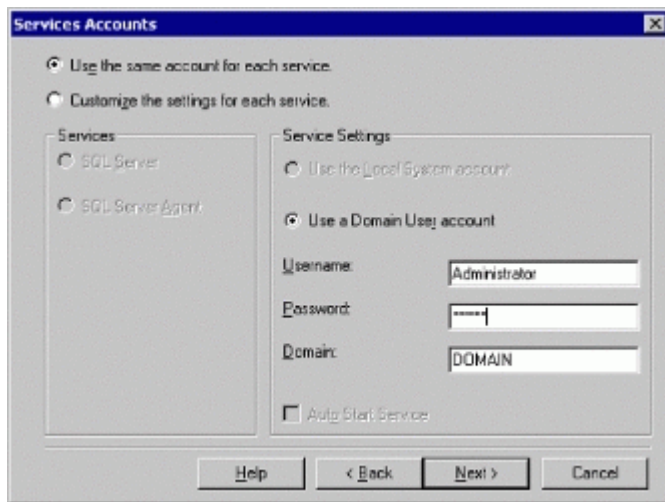 Services Accounts
Use the same account for each service.
Customize the settings for each service.
Services
SQL Server
SQL Server Agent
Service Settings
Use the Local System account
Use a Domain User account
Username:
Administrator
Password:
******
Domain:
DOMAIN
Auto Start Service
Help
< Back
Next >
Cancel